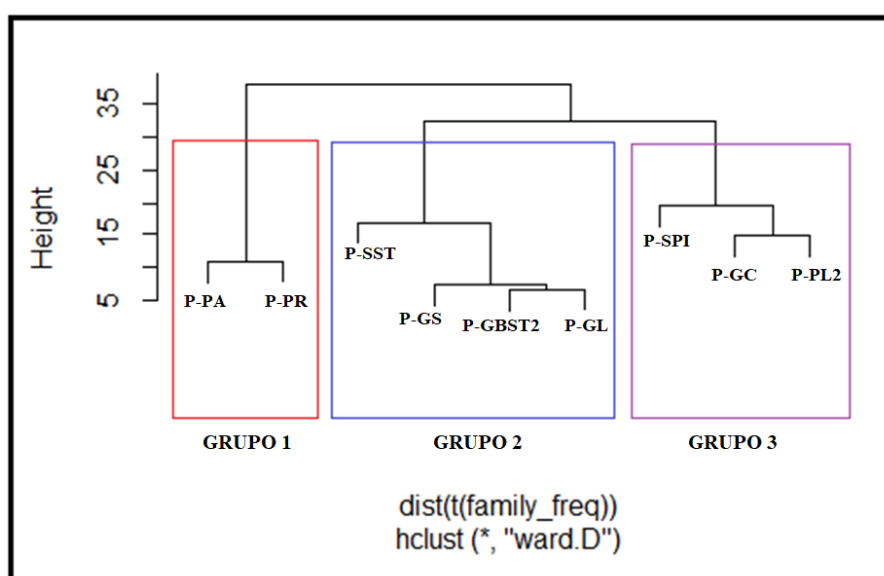 Height
35
25
15
5
P-PA
P-PR
P-SST
P-GS
P-GBST2
P-GL
P-SPI
P-GC
P-PL2
GRUPO 1
GRUPO 2
GRUPO 3
dist(t(family_freq))
hclust (*, "ward.D")